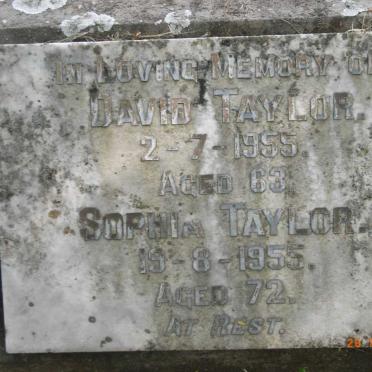 In Loving Memory of
David Taylor.
2-7-1955.
Aged 63
Sophia Taylor.
19-8-1955.
Aged 72.
At Rest.